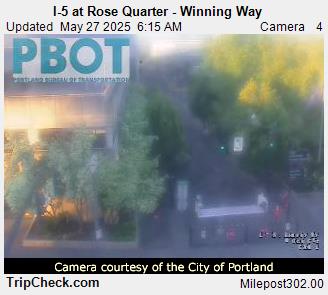 I-5 at Rose Quarter - Winning Way
Updated May 27 2025 6:15 AM Camera 4
PBOT
PORTLAND BUREAU OF TRANSPORTATION
Camera courtesy of the City of Portland
TripCheck.com Milepost302.00